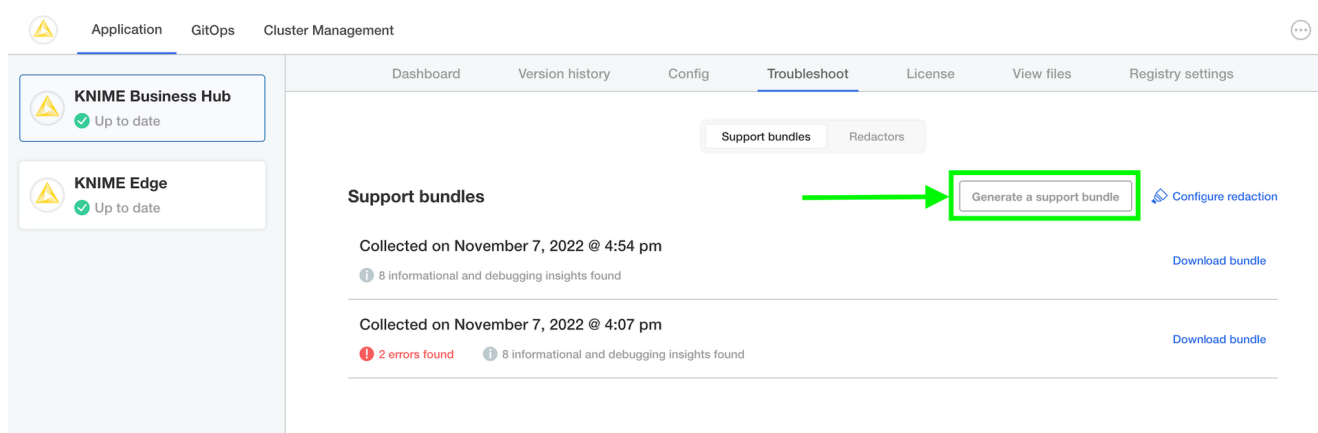 Application GitOps Cluster Management
KNIME Business Hub
Up to date
KNIME Edge
Up to date
Dashboard Version history Config Troubleshoot License View files Registry settings
Support bundles Redactors
Support bundles Generate a support bundle Configure redaction
Collected on November 7, 2022 @ 4:54 pm
8 informational and debugging insights found
Download bundle
Collected on November 7, 2022 @ 4:07 pm
2 errors found 8 informational and debugging insights found
Download bundle